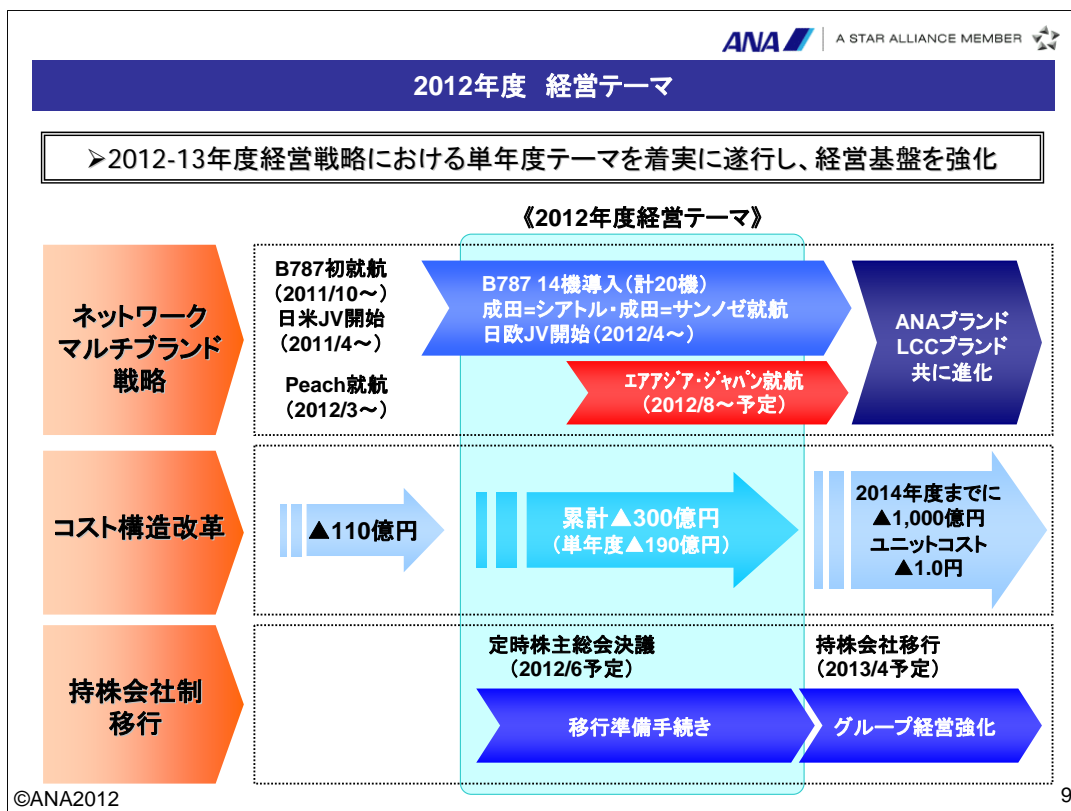 ANA
A STAR ALLIANCE MEMBER
2012年度 経営テーマ
➢2012-13年度経営戦略における単年度テーマを着実に遂行し、経営基盤を強化
《2012年度経営テーマ》
ネットワーク
マルチブランド
戦略
B787初就航
(2011/10～)
日米JV開始
(2011/4～)
Peach就航
(2012/3～)
B787 14機導入(計20機)
成田=シアトル・成田=サンノゼ就航
日欧JV開始(2012/4～)
エアアジア・ジャパン就航
(2012/8～予定)
ANAブランド
LCCブランド
共に進化
コスト構造改革
▲110億円
累計▲300億円
(単年度▲190億円)
2014年度までに
▲1,000億円
ユニットコスト
▲1.0円
持株会社制
移行
定時株主総会決議
(2012/6予定)
持株会社移行
(2013/4予定)
移行準備手続き
グループ経営強化
©ANA2012
9